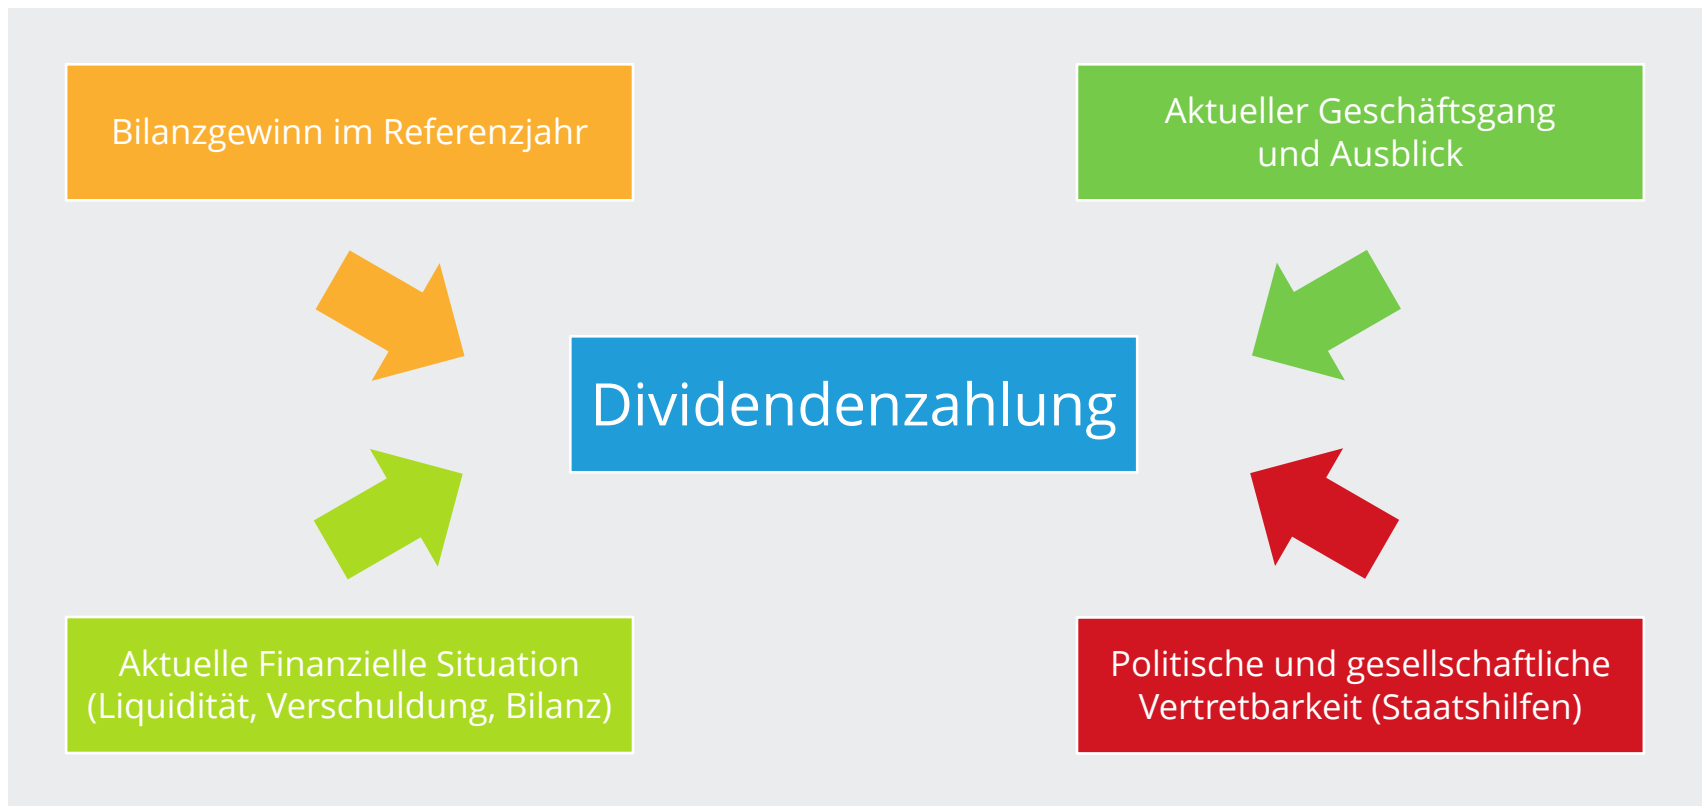 Bilanzgewinn im Referenzjahr
Aktueller Geschäftsgang
und Ausblick
Dividendenzahlung
Aktuelle Finanzielle Situation
(Liquidität, Verschuldung, Bilanz)
Politische und gesellschaftliche
Vertretbarkeit (Staatshilfen)